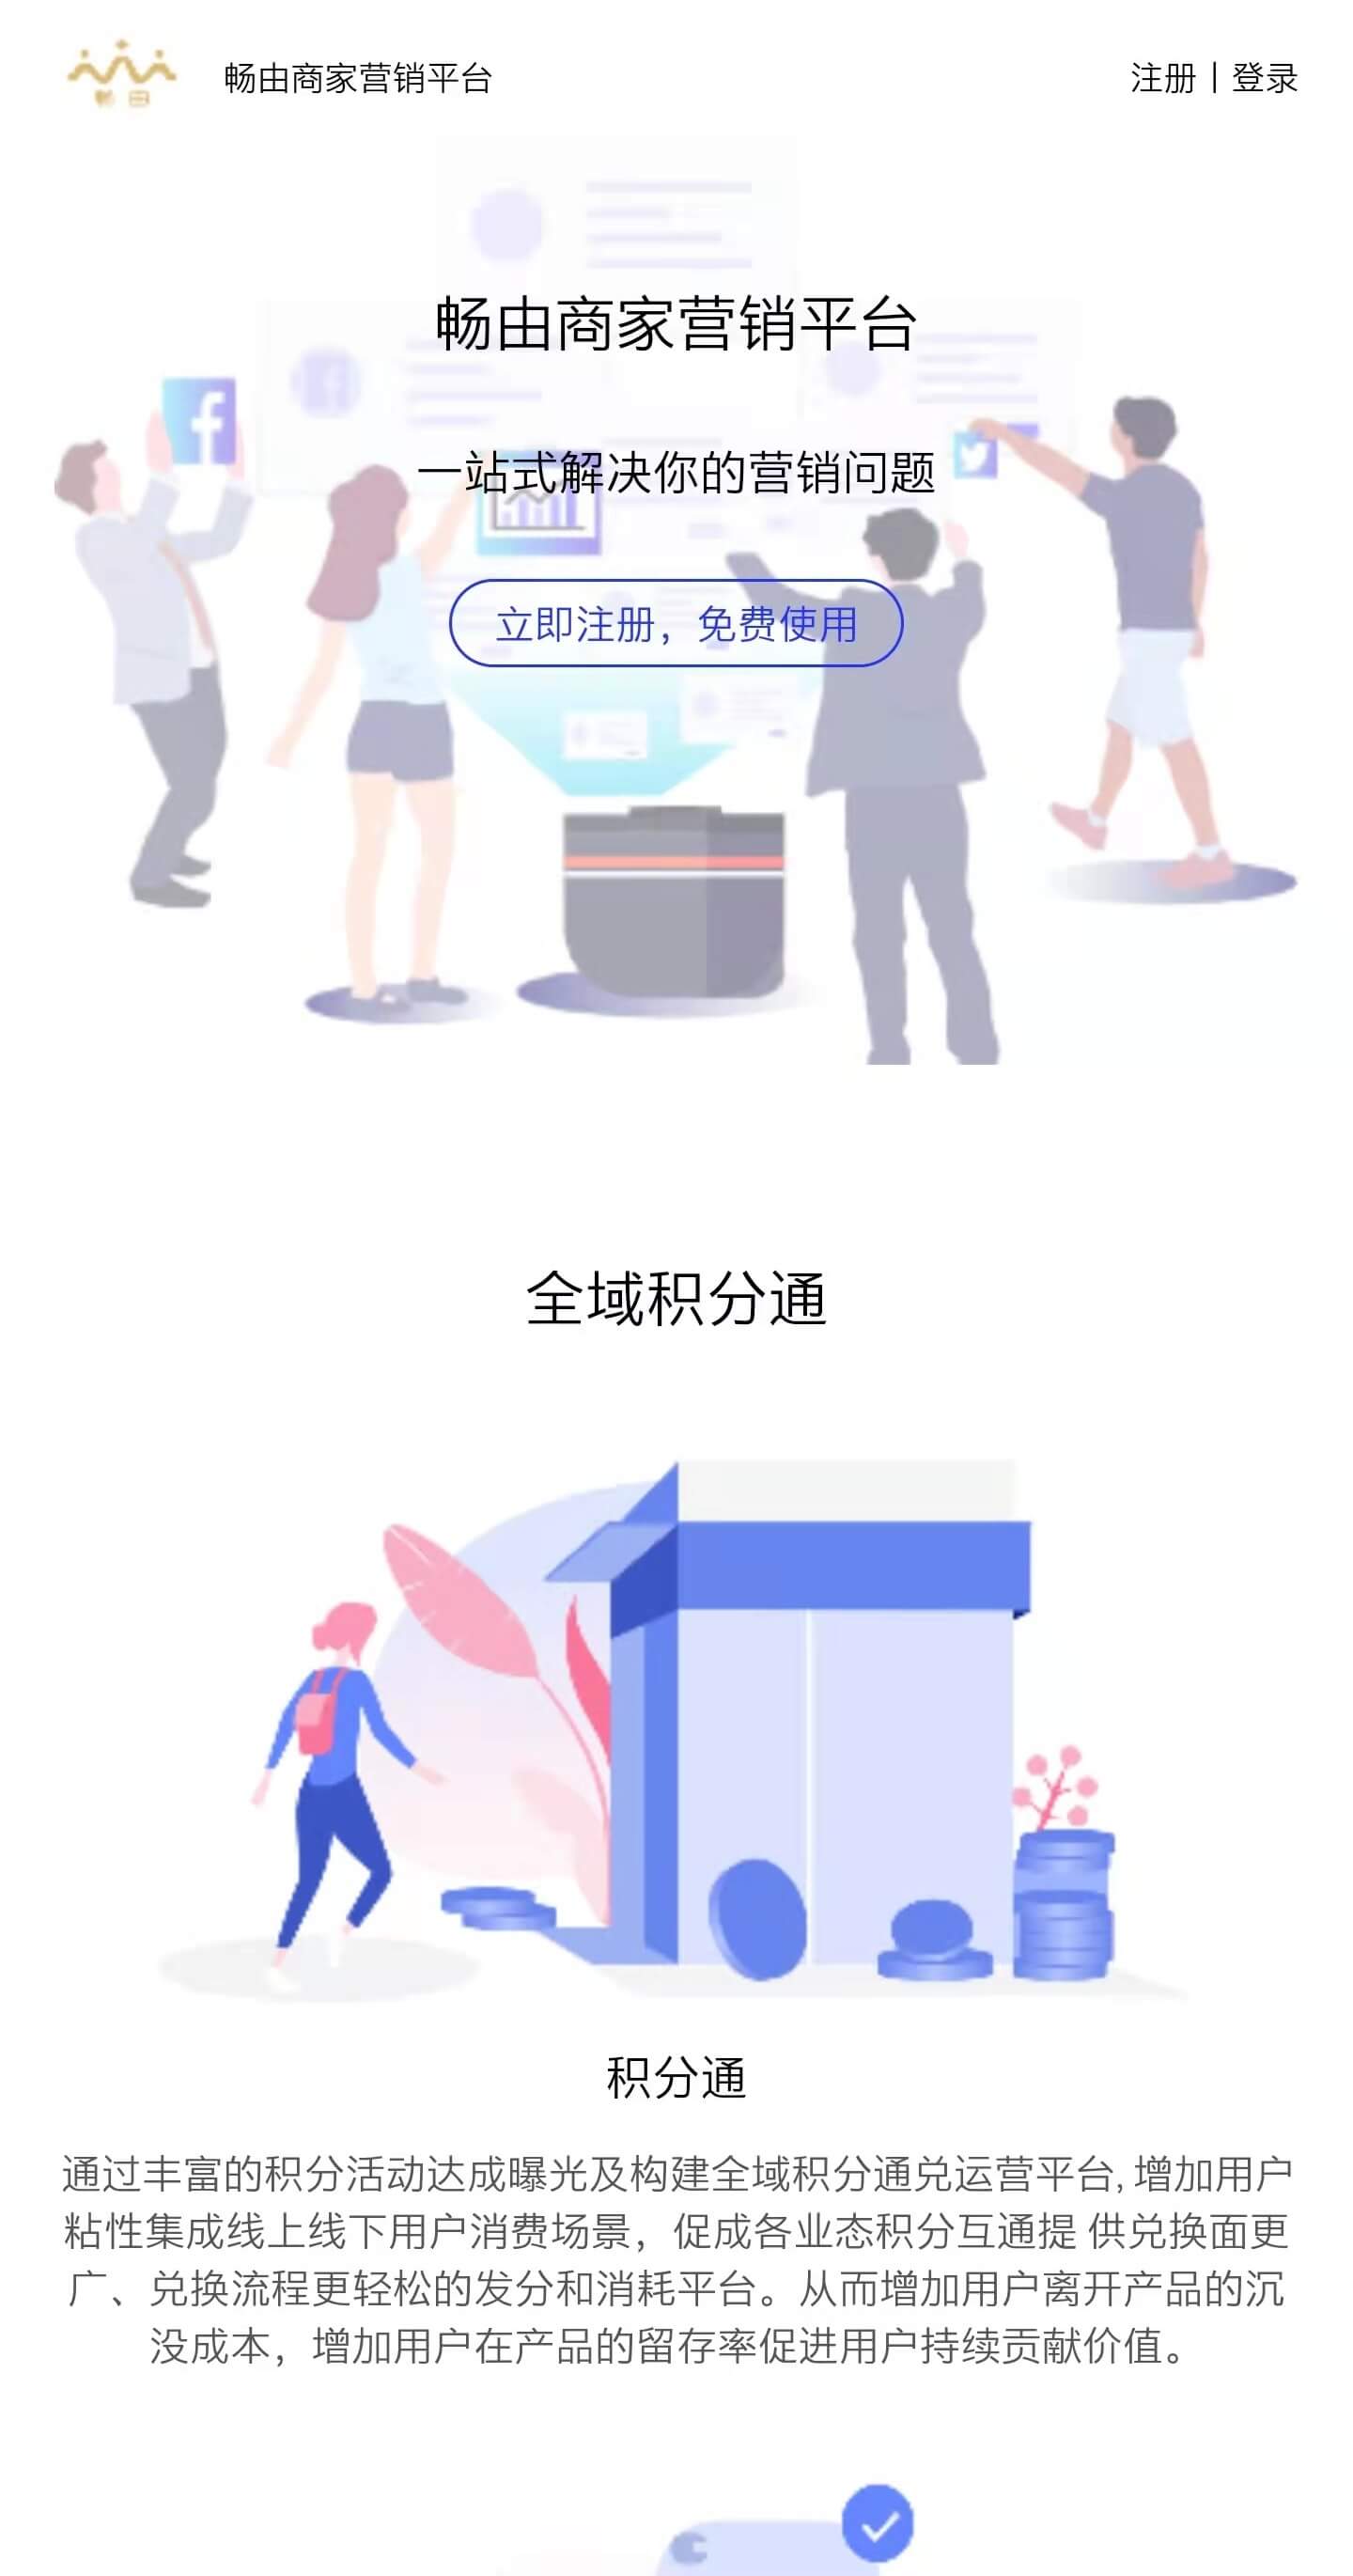 畅由
畅由商家营销平台
注册 | 登录
畅由商家营销平台
一站式解决你的营销问题
立即注册，免费使用
全域积分通
积分通
通过丰富的积分活动达成曝光及构建全域积分通兑运营平台, 增加用户
粘性集成线上线下用户消费场景，促成各业态积分互通提 供兑换面更
广、兑换流程更轻松的发分和消耗平台。从而增加用户离开产品的沉
没成本，增加用户在产品的留存率促进用户持续贡献价值。